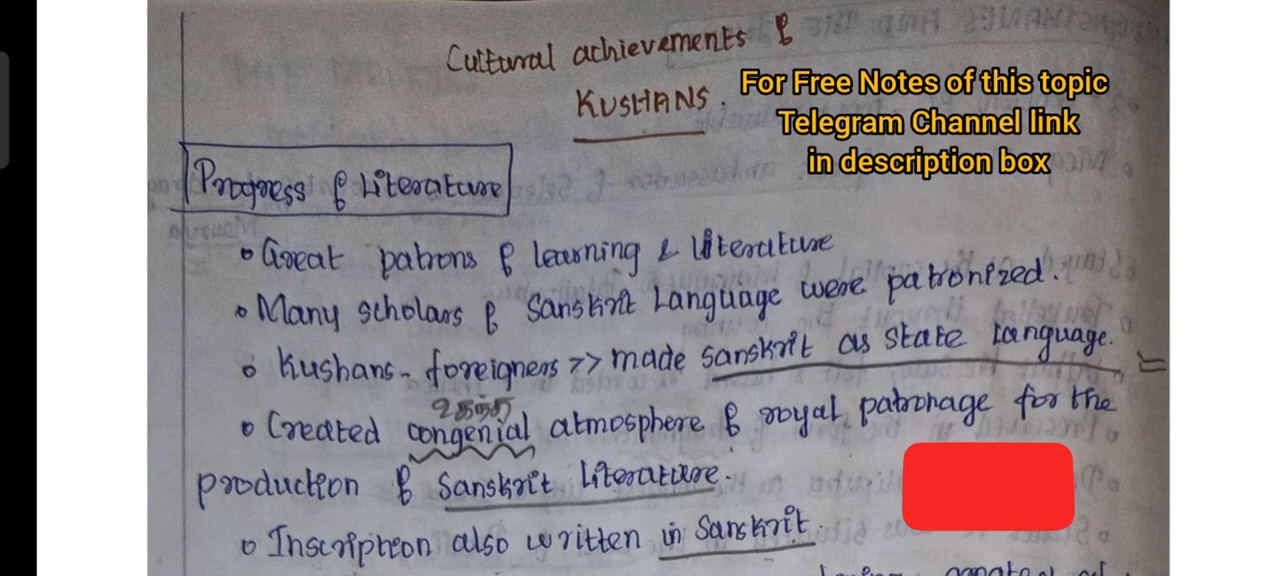 Cultural achievements of
KUSHANS.
For Free Notes of this topic
Telegram Channel link
in description box
Progress of Literature
• Great patrons of learning & literature
• Many scholars of Sanskrit Language were patronized.
• Kushans - foreigners >> made sanskrit as state language.
உகந்த
• Created congenial atmosphere & royal patronage for the
production of Sanskrit literature.
• Inscription also written in Sanskrit.